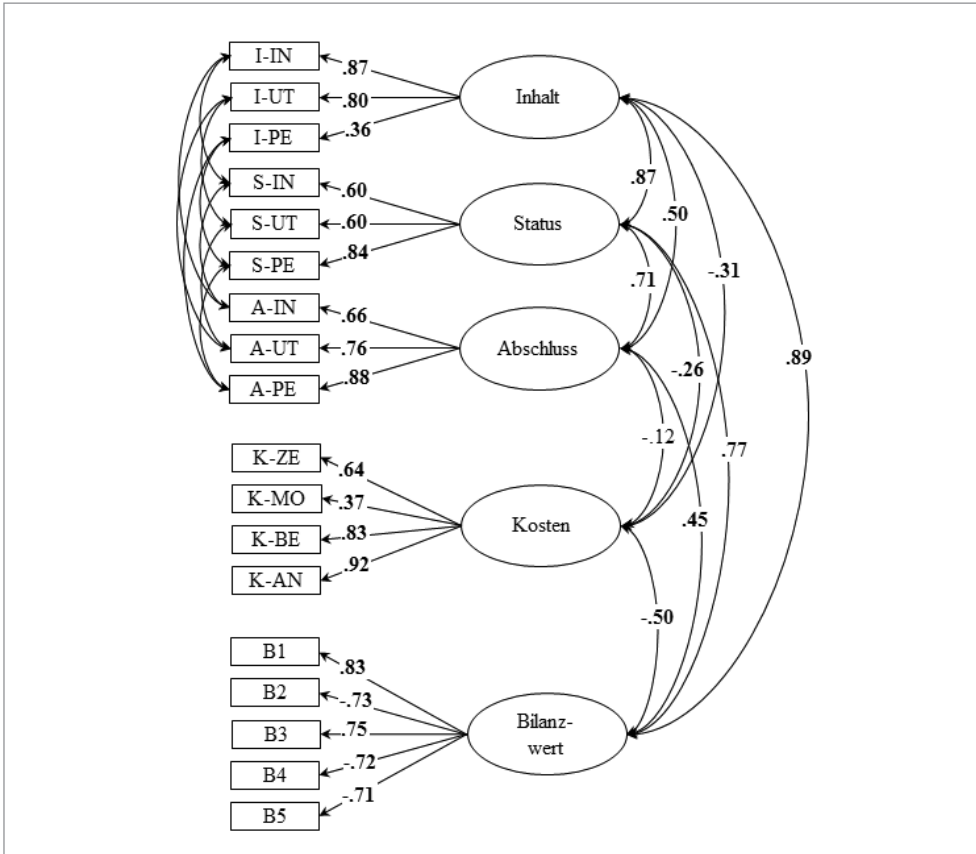 I-IN
I-UT
I-PE
S-IN
S-UT
S-PE
A-IN
A-UT
A-PE
K-ZE
K-MO
K-BE
K-AN
B1
B2
B3
B4
B5
.87
.80
.36
.60
.60
.84
.66
.76
.88
.64
.37
.83
.92
.83
-.73
.75
-.72
-.71
Inhalt
Status
Abschluss
Kosten
Bilanz-
wert
.87
.50
-.31
.71
-.26
.89
-.12
.77
.45
-.50